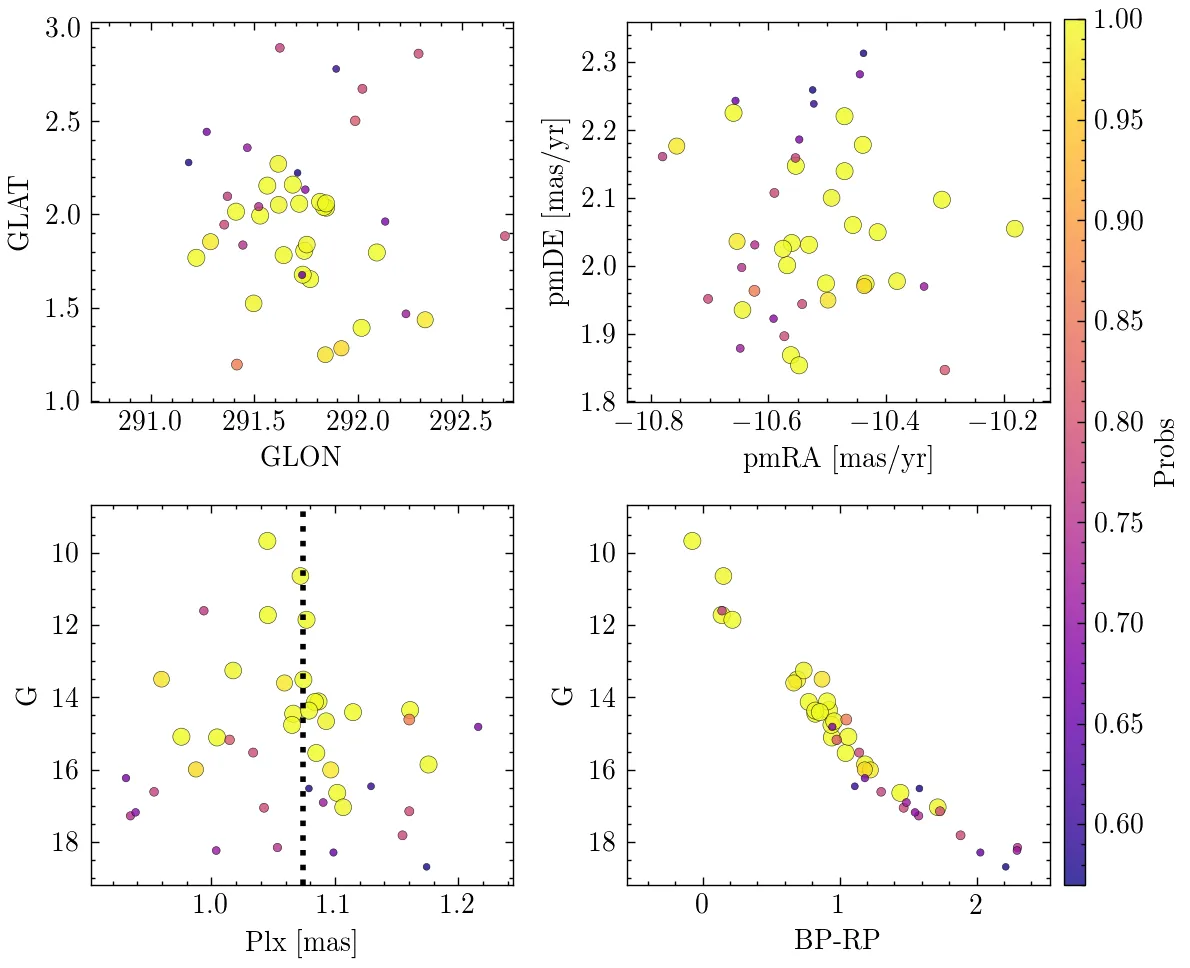 3.0
2.5
2.0
1.5
1.0
GLAT
291.0 291.5 292.0 292.5
GLON
2.3
2.2
2.1
2.0
1.9
1.8
pmDE [mas/yr]
−10.8 −10.6 −10.4 −10.2
pmRA [mas/yr]
10
12
14
16
18
G
1.0 1.1 1.2
Plx [mas]
10
12
14
16
18
G
0 1 2
BP-RP
1.00
0.95
0.90
0.85
0.80
0.75
0.70
0.65
0.60
Probs